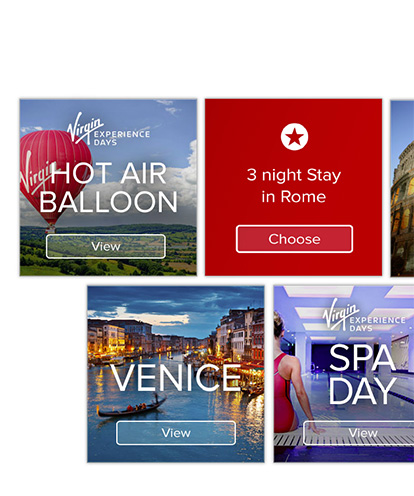 Virgin EXPERIENCE
DAYS
Virgin
HOT AIR
BALLOON
View
3 night Stay
in Rome
Choose
VENICE
View
Virgin EXPERIENCE
DAYS
SPA
DAY
View